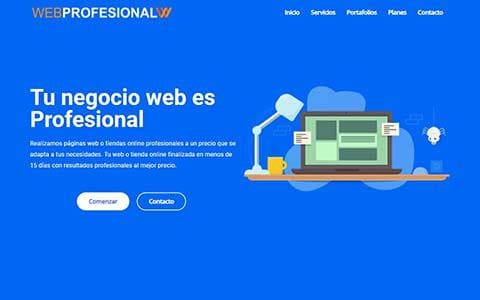 WEBPROFESIONAL
Inicio Servicios Portafolios Planes Contacto
Tu negocio web es
Profesional
Realizamos páginas web o tiendas online profesionales a un precio que se
adapta a tus necesidades. Tu web o tienda online finalizada en menos de
15 días con resultados profesionales al mejor precio.
Comenzar Contacto